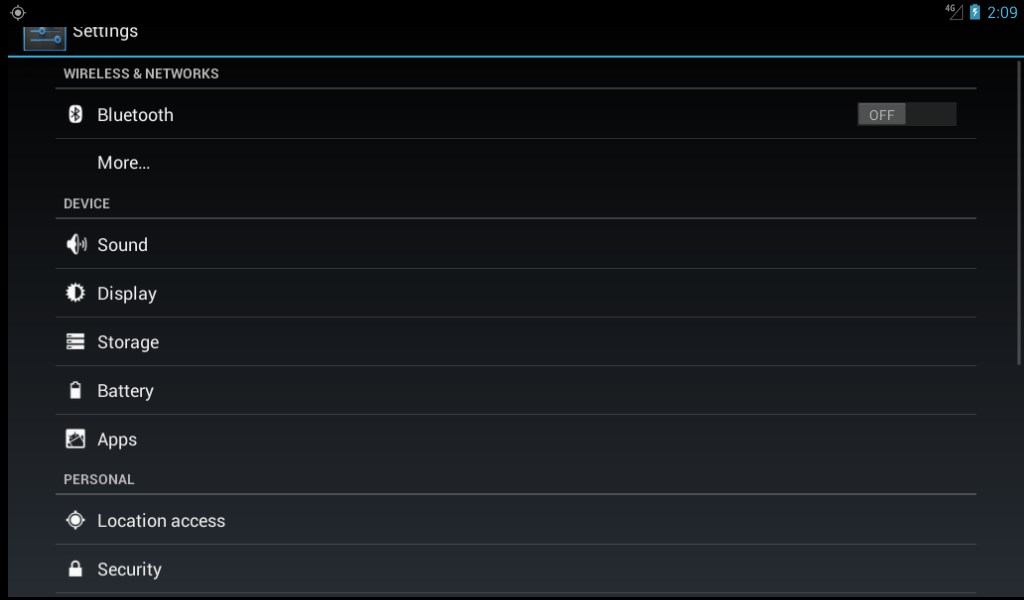 4G 2:09
Settings
WIRELESS & NETWORKS
Bluetooth OFF
More...
DEVICE
Sound
Display
Storage
Battery
Apps
PERSONAL
Location access
Security